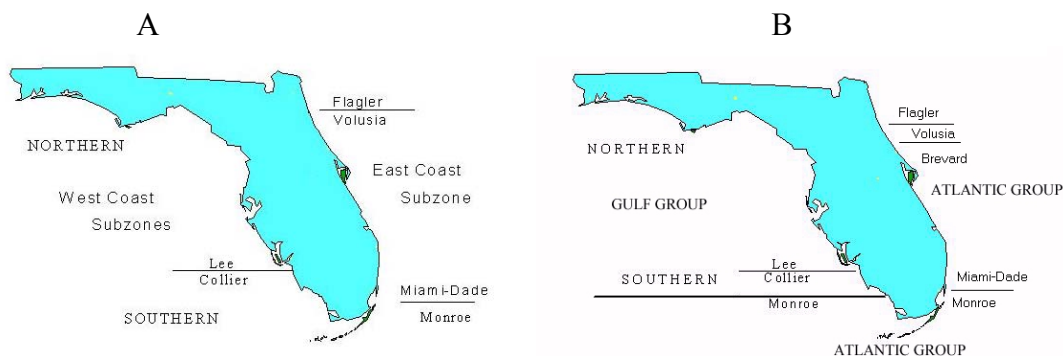 A
Flagler
Volusia
NORTHERN
East Coast
Subzone
West Coast
Subzones
Lee
Collier
Miami-Dade
Monroe
SOUTHERN
B
Flagler
Volusia
Brevard
NORTHERN
ATLANTIC GROUP
GULF GROUP
Lee
SOUTHERN
Collier
Miami-Dade
Monroe
Monroe
ATLANTIC GROUP